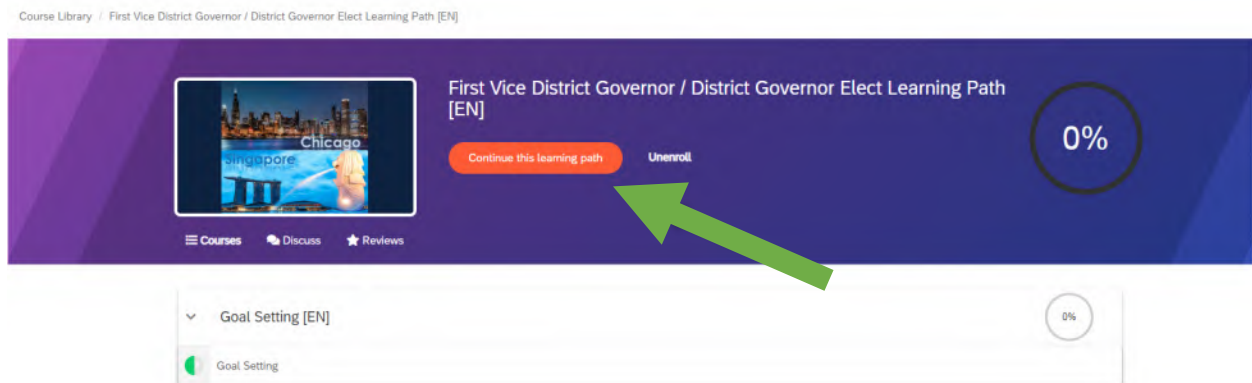 Course Library / First Vice District Governor / District Governor Elect Learning Path [EN]
Chicago
Singapore
First Vice District Governor / District Governor Elect Learning Path
[EN]
Continue this learning path
Unenroll
0%
Courses
Discuss
Reviews
Goal Setting [EN]
0%
Goal Setting